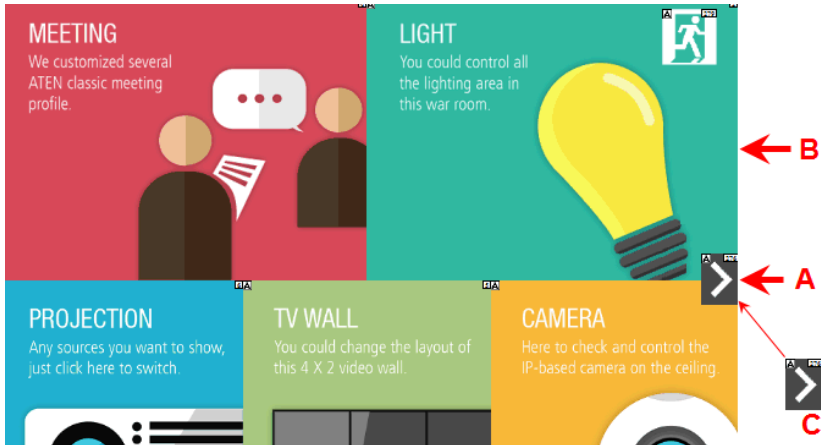 MEETING
We customized several
ATEN classic meeting
profile.
LIGHT
You could control all
the lighting area in
this war room.
B
A
PROJECTION
Any sources you want to show,
just click here to switch.
TV WALL
You could change the layout of
this 4 X 2 video wall.
CAMERA
Here to check and control the
IP-based camera on the ceiling.
C